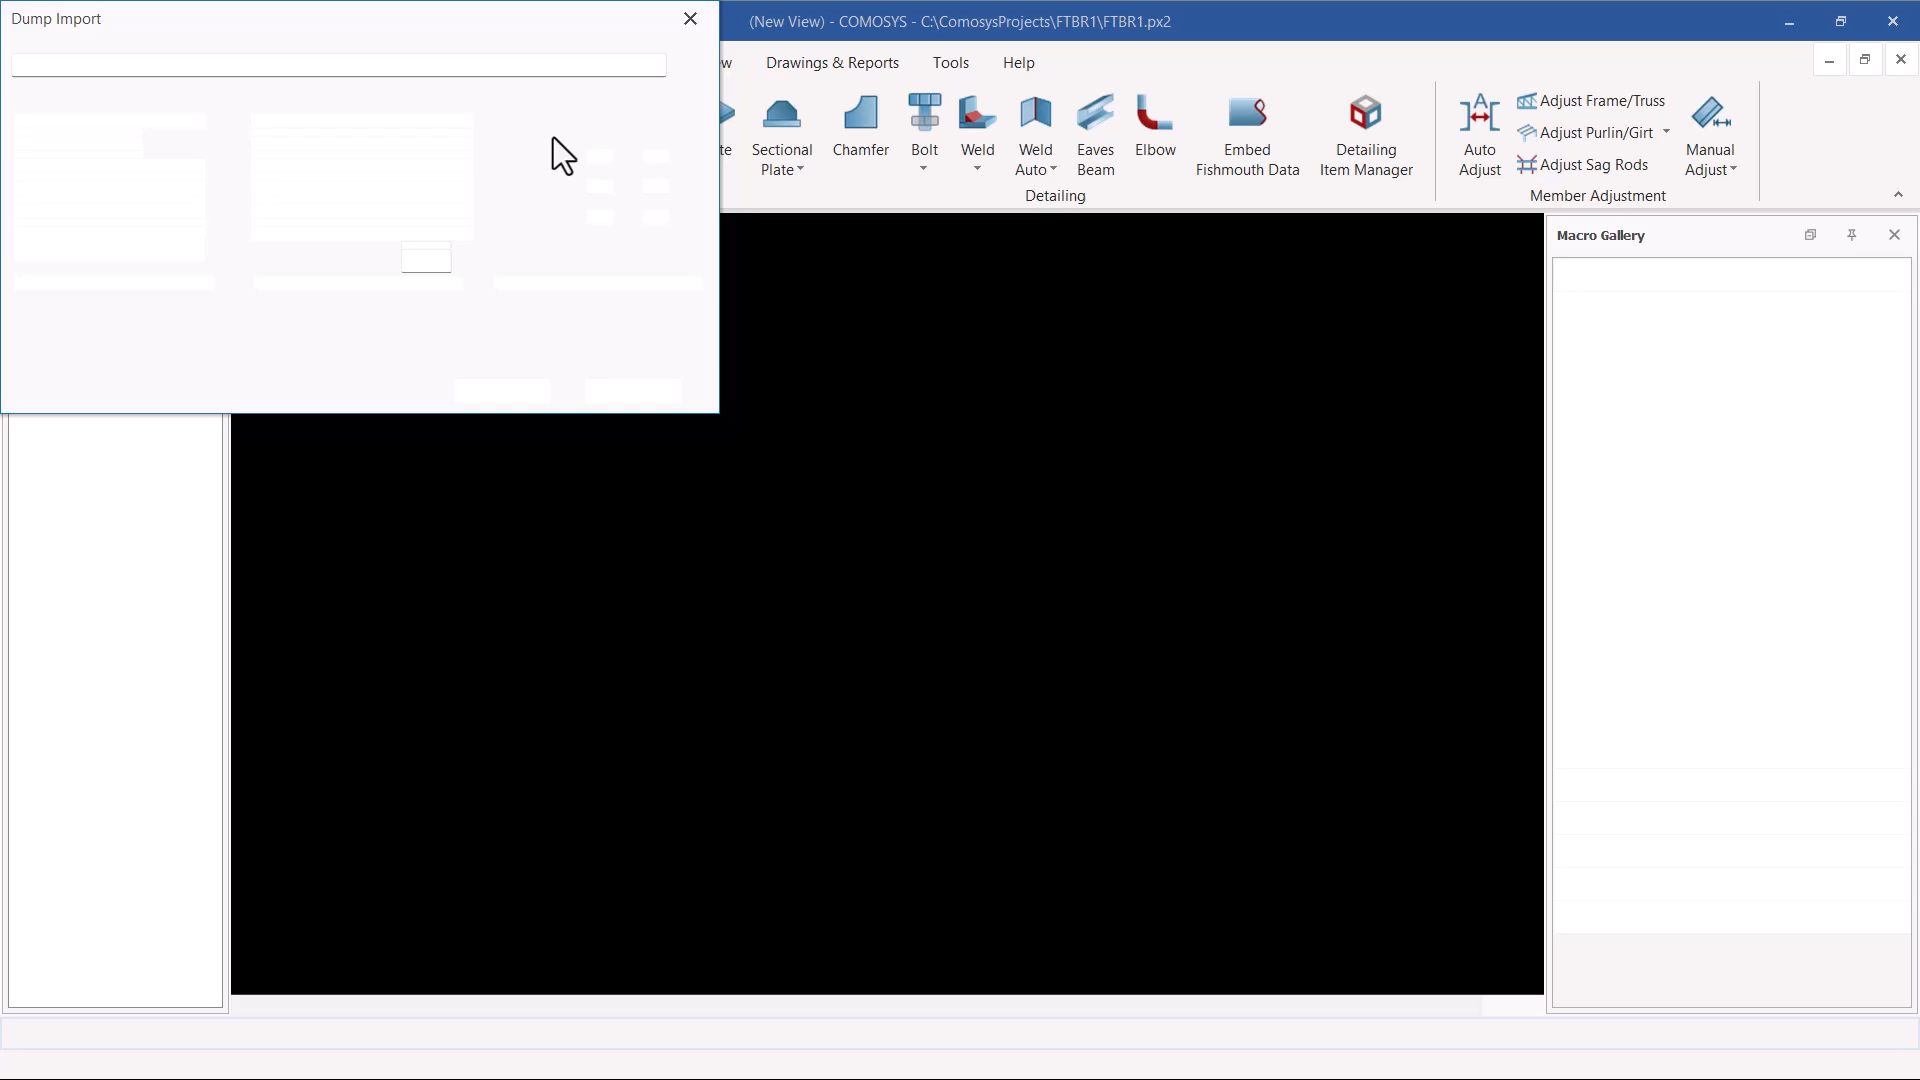 Dump Import
(New View) - COMOSYS - C:\ComosysProjects\FTBR1\FTBR1.px2
Drawings & Reports
Tools
Help
Sectional
Plate
Chamfer
Bolt
Weld
Weld
Auto
Eaves
Beam
Elbow
Embed
Fishmouth Data
Detailing
Item Manager
Detailing
Auto
Adjust
Adjust Frame/Truss
Adjust Purlin/Girt
Adjust Sag Rods
Manual
Adjust
Member Adjustment
Macro Gallery